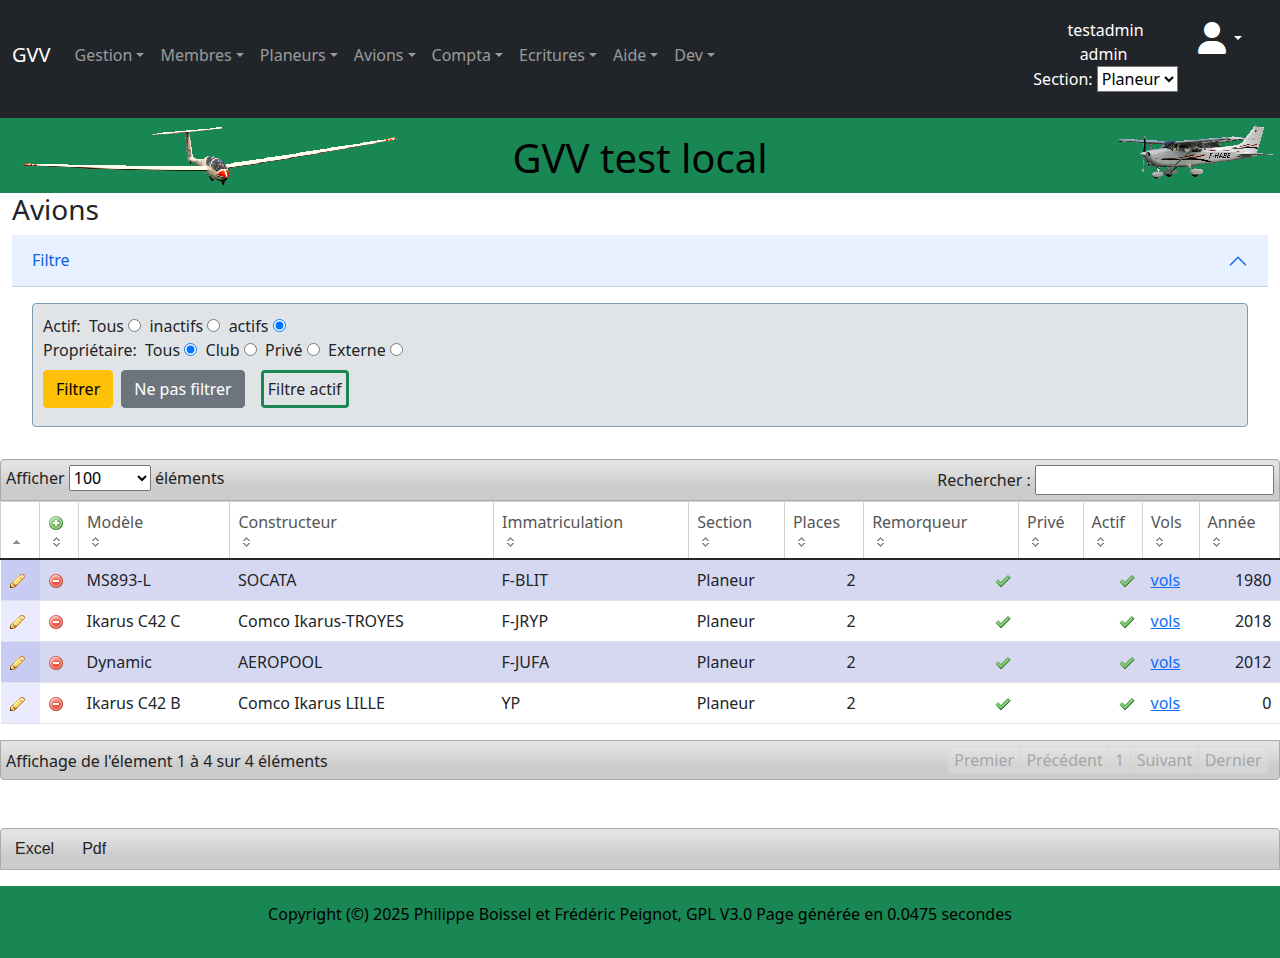 GVV Gestion Membres Planeurs Avions Compta Ecritures Aide Dev
testadmin
admin
Section: Planeur
GVV test local
F-HABE
Avions
Filtre
Actif: Tous inactifs actifs
Propriétaire: Tous Club Privé Externe
Filtrer Ne pas filtrer Filtre actif
Afficher 100 éléments Rechercher :
Modèle Constructeur Immatriculation Section Places Remorqueur Privé Actif Vols Année
MS893-L SOCATA F-BLIT Planeur 2 vols 1980
Ikarus C42 C Comco Ikarus-TROYES F-JRYP Planeur 2 vols 2018
Dynamic AEROPOOL F-JUFA Planeur 2 vols 2012
Ikarus C42 B Comco Ikarus LILLE YP Planeur 2 vols 0
Affichage de l'élement 1 à 4 sur 4 éléments Premier Précédent 1 Suivant Dernier
Excel Pdf
Copyright (©) 2025 Philippe Boissel et Frédéric Peignot, GPL V3.0 Page générée en 0.0475 secondes